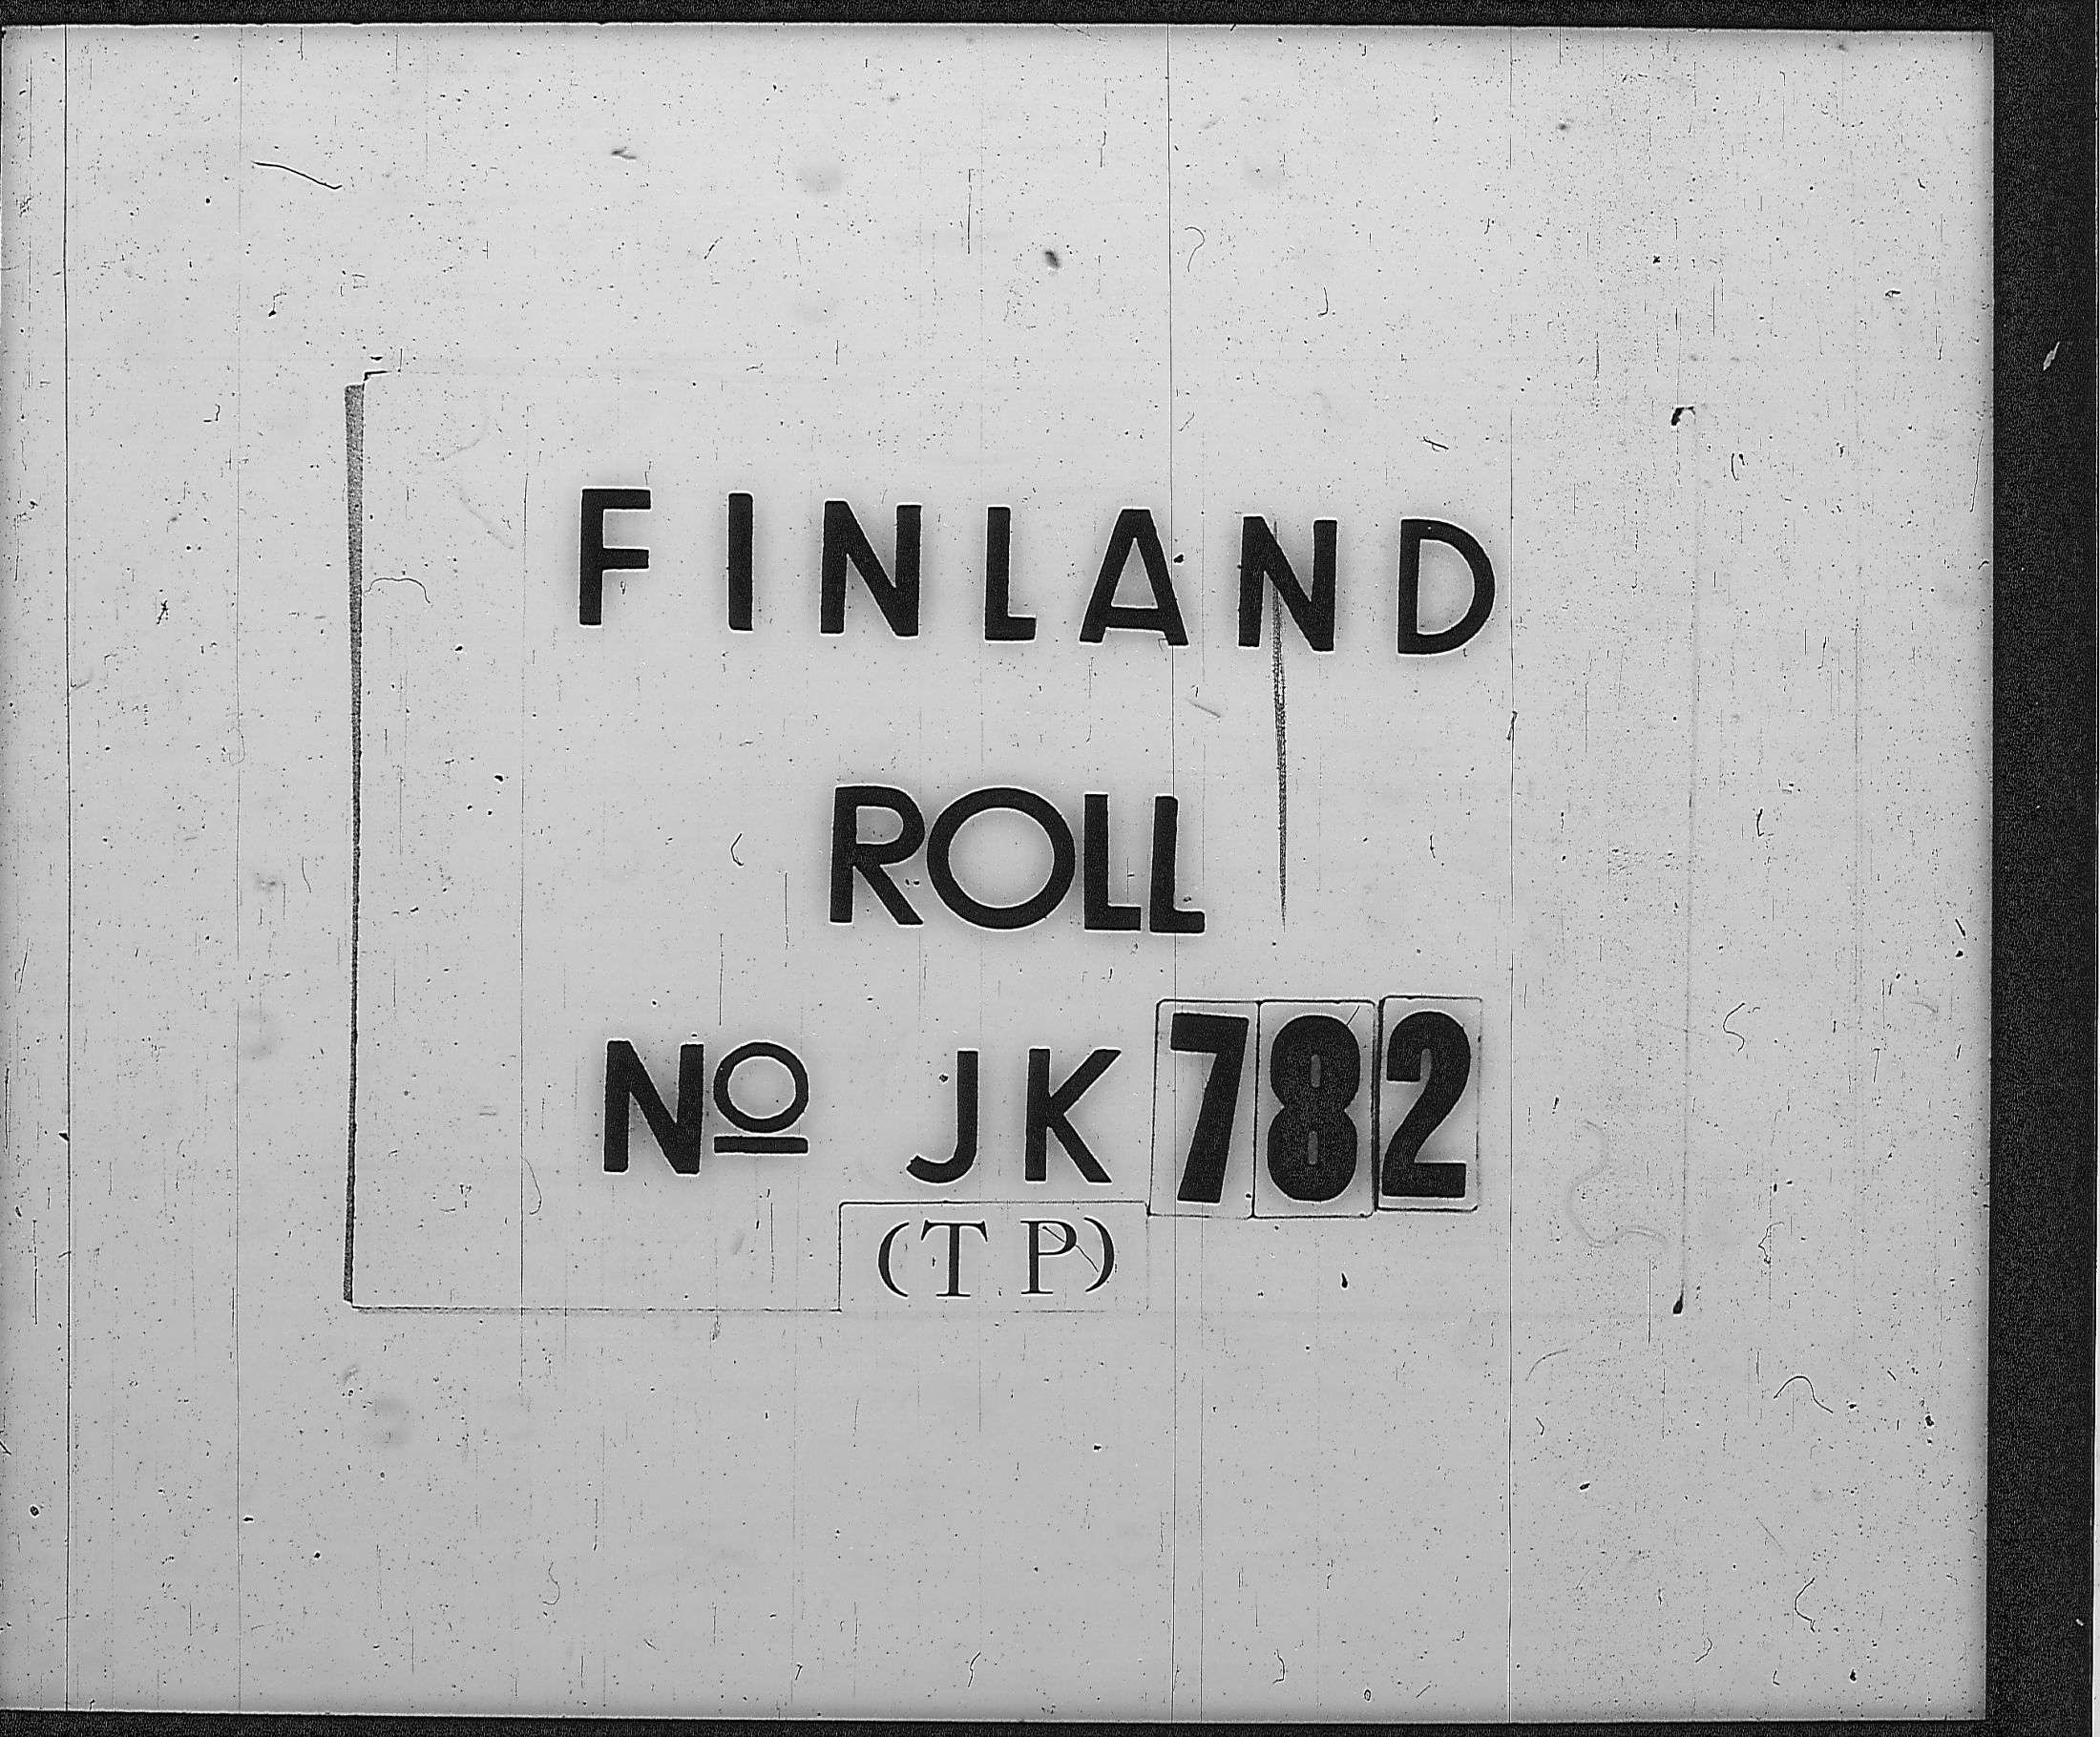 FINLAND
ROLL
Nº JK 782
(TP)